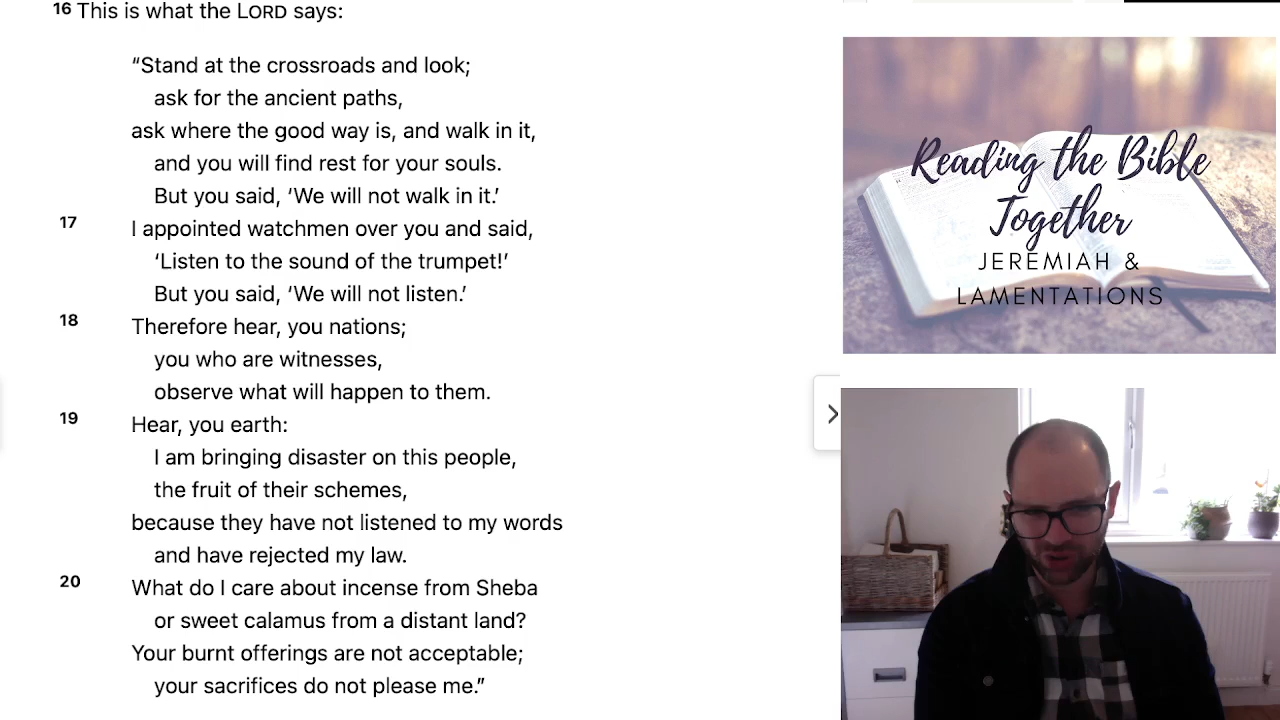 16 This is what the LORD says:
“Stand at the crossroads and look;
ask for the ancient paths,
ask where the good way is, and walk in it,
and you will find rest for your souls.
But you said, ‘We will not walk in it.’
17 I appointed watchmen over you and said,
‘Listen to the sound of the trumpet!’
But you said, ‘We will not listen.’
18 Therefore hear, you nations;
you who are witnesses,
observe what will happen to them.
19 Hear, you earth:
I am bringing disaster on this people,
the fruit of their schemes,
because they have not listened to my words
and have rejected my law.
20 What do I care about incense from Sheba
or sweet calamus from a distant land?
Your burnt offerings are not acceptable;
your sacrifices do not please me.”
Reading the Bible
Together
JEREMIAH &
LAMENTATIONS